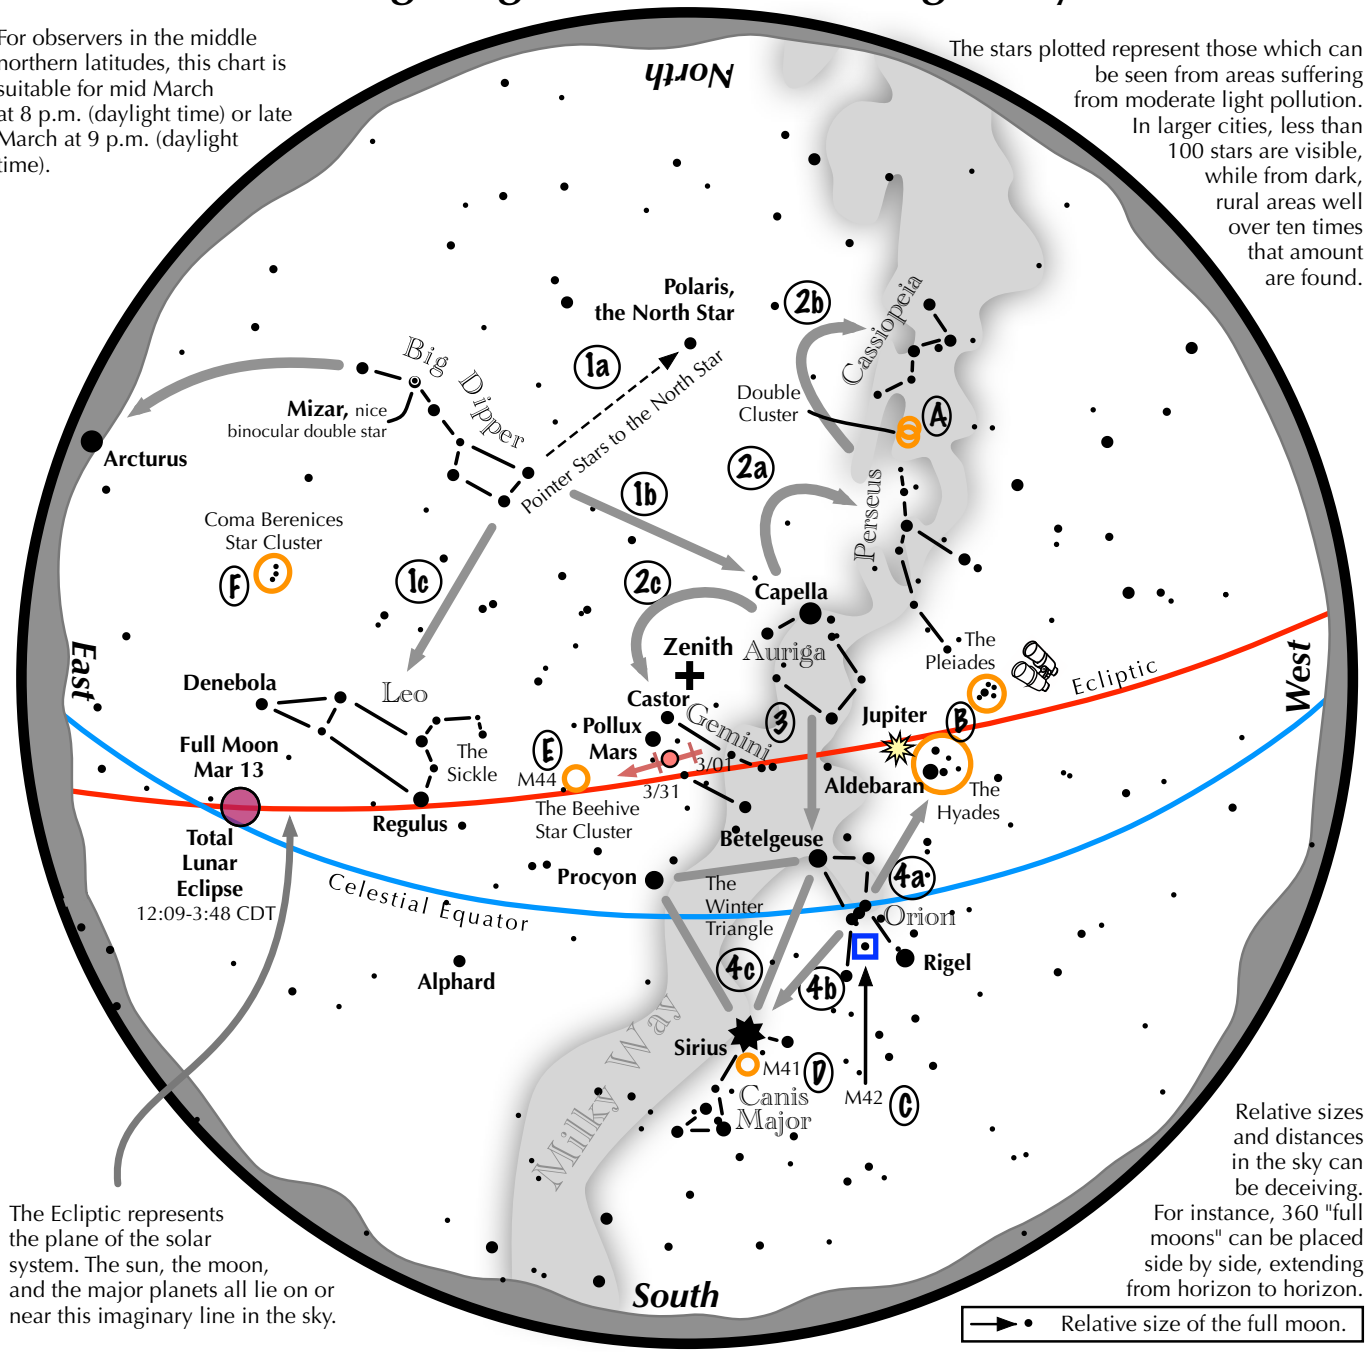 For observers in the middle
northern latitudes, this chart is
suitable for mid March
at 8 p.m. (daylight time) or late
March at 9 p.m. (daylight
time).
The stars plotted represent those which can
be seen from areas suffering
from moderate light pollution.
In larger cities, less than
100 stars are visible,
while from dark,
rural areas well
over ten times
that amount
are found.
North
Polaris,
the North Star
2b
Cassiopeia
1a
Big Dipper
Pointer Stars to the North Star
Double
Cluster
A
Mizar, nice
binocular double star
Arcturus
2a
1b
Perseus
Coma Berenices
Star Cluster
F
1c
2c
Capella
Zenith
Auriga
The
Pleiades
Ecliptic
East
West
Denebola
Leo
Castor
Gemini
3
Jupiter
B
Pollux
Mars
Full Moon
Mar 13
The
Sickle
E
M44
3/01
3/31
Aldebaran
The
Hyades
The Beehive
Star Cluster
Regulus
Total
Lunar
Eclipse
12:09-3:48 CDT
Betelgeuse
Procyon
The
Winter
Triangle
4a
Celestial Equator
Orion
Alphard
4c
4b
Rigel
Milky Way
Sirius
M41
D
M42
C
Canis
Major
The Ecliptic represents
the plane of the solar
system. The sun, the moon,
and the major planets all lie on or
near this imaginary line in the sky.
South
Relative sizes
and distances
in the sky can
be deceiving.
For instance, 360 "full
moons" can be placed
side by side, extending
from horizon to horizon.
Relative size of the full moon.